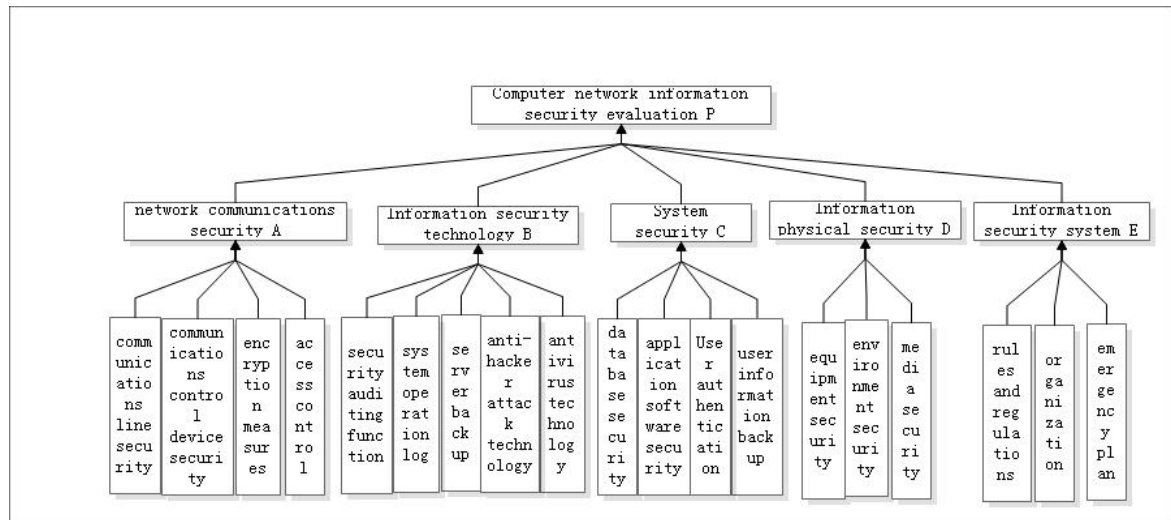 Computer network information
security evaluation P
network communications
security A
Information security
technology B
System
security C
Information
physical security D
Information
security system E
comm
unic
atio
ns
line
sec
urity
commun
icatio
ns
contro
l
device
securi
ty
enc
ryp
tio
n
mea
sur
es
ac
ce
ss
co
nt
ro
l
secu
rity
audi
ting
func
tion
sys
tem
ope
rat
ion
log
se
rv
er
ba
ck
up
anti-
hacke
r
attac
k
techn
ology
ant
ivi
rus
tec
hno
log
y
da
ta
ba
se
se
cu
ri
ty
appl
icat
ion
soft
ware
secu
rity
Use
r
aut
hen
tic
ati
on
user
info
rmat
ion
back
up
equ
ipm
ent
sec
uri
ty
env
iro
nme
nt
sec
uri
ty
me
di
a
se
cu
ri
ty
rul
es
and
reg
ula
tio
ns
or
ga
ni
za
ti
on
em
er
ge
nc
y
pl
an